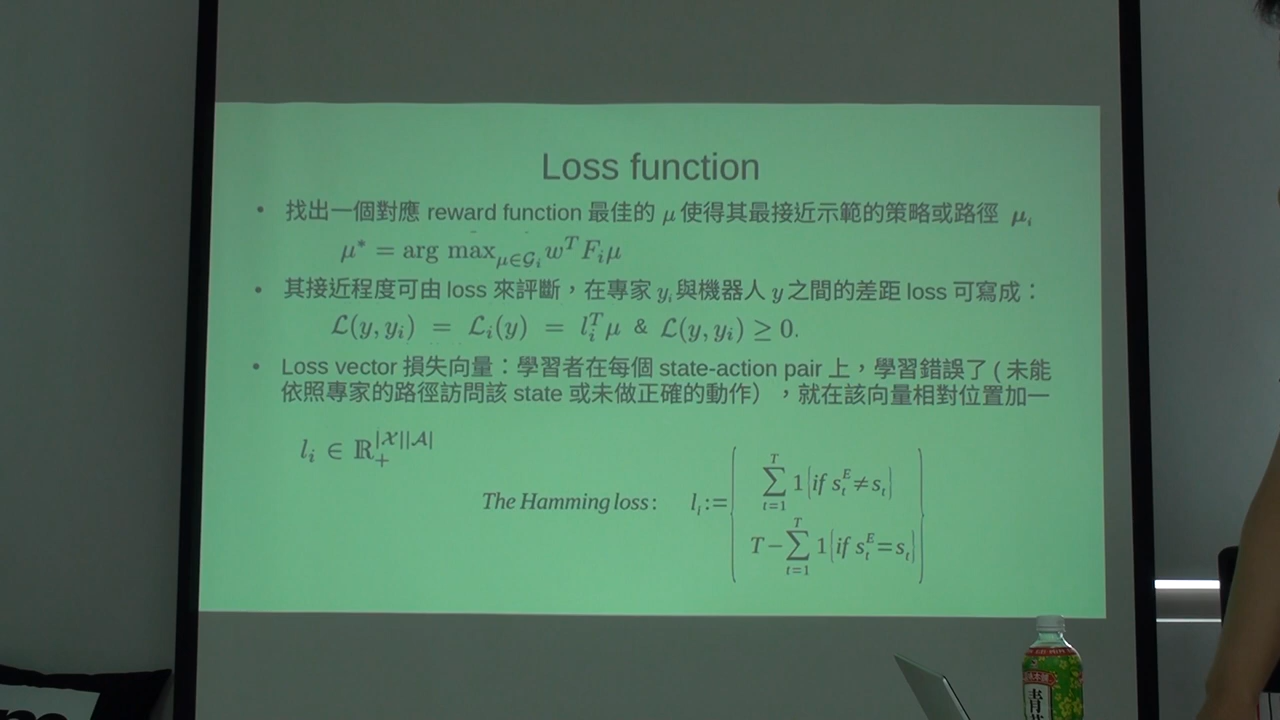 Loss function
• 找出一個對應 reward function 最佳的 μ 使得其最接近示範的策略或路徑 μᵢ
μ* = arg max_{μ∈𝒢ᵢ} wᵀ Fᵢ μ
• 其接近程度可由 loss 來評斷，在專家 yᵢ 與機器人 y 之間的差距 loss 可寫成：
ℒ(y, yᵢ) = ℒᵢ(y) = lᵢᵀ μ & ℒ(y, yᵢ) ≥ 0.
• Loss vector 損失向量：學習者在每個 state-action pair 上，學習錯誤了 ( 未能
依照專家的路徑訪問該 state 或未做正確的動作），就在該向量相對位置加一
lᵢ ∈ ℝ₊^{|𝒳||𝒜|}
The Hamming loss: lᵢ := { ∑_{t=1}^{T} 1{if s_t^E ≠ s_t}
T − ∑_{t=1}^{T} 1{if s_t^E = s_t} }
青